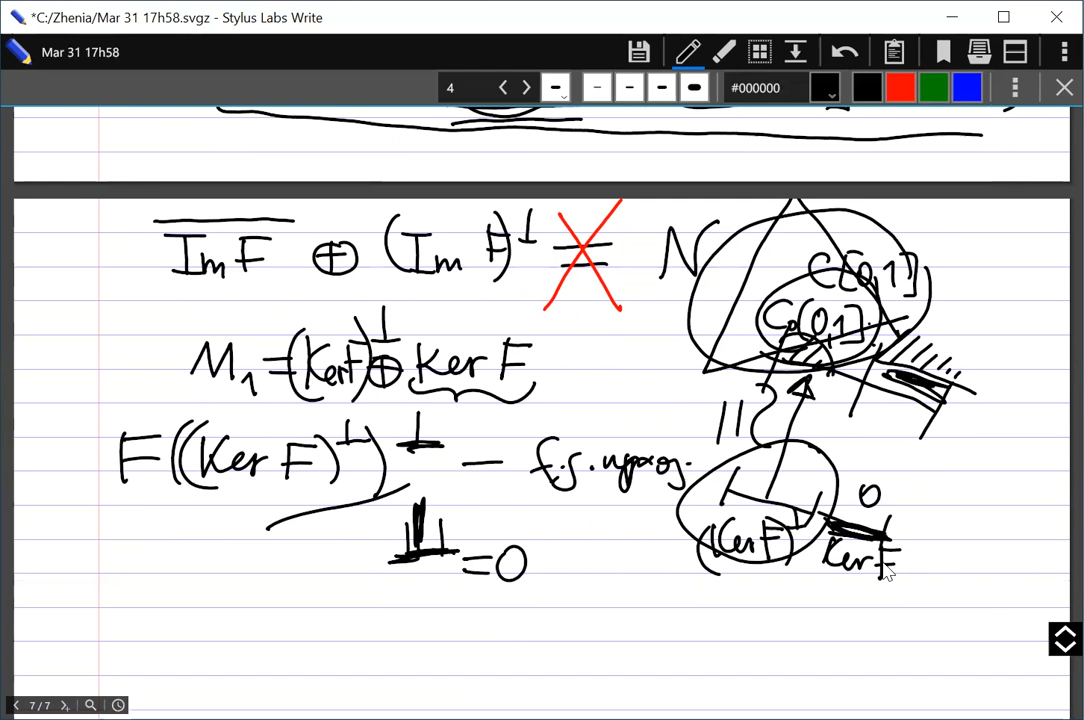 *C:/Zhenia/Mar 31 17h58.svgz - Stylus Labs Write
Mar 31 17h58
4
#000000
Im F ⊕ (Im F)^⊥ = N
C[0,1]
C₀(0,1]
M₁ = (Ker F)^⊥ ⊕ Ker F
F((Ker F)^⊥)^⊥ — f.g.
⊥ = 0
0
(Ker F)^⊥
Ker F
7/7